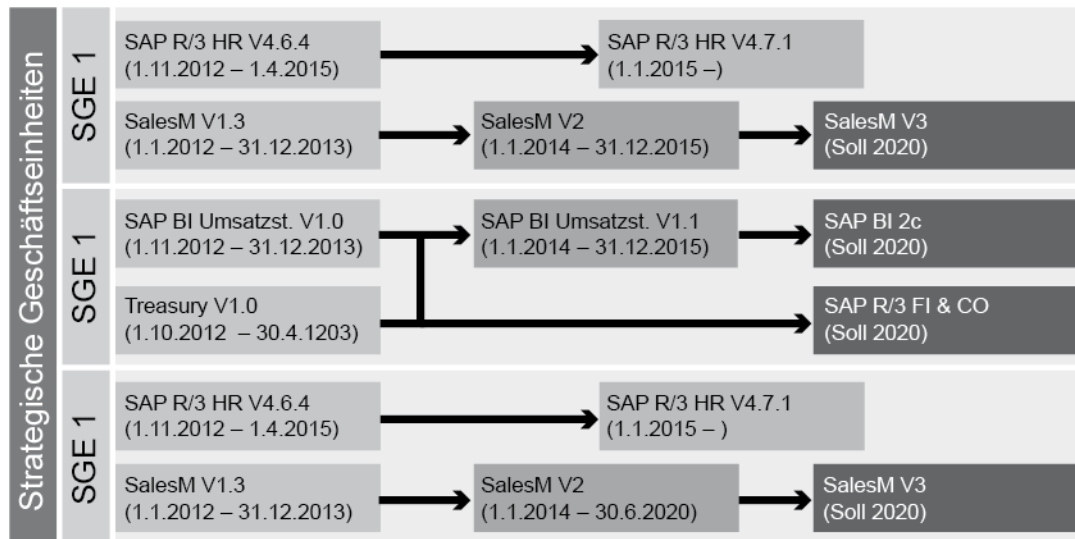 Strategische Geschäftseinheiten
SGE 1
SAP R/3 HR V4.6.4
(1.11.2012 – 1.4.2015)
SAP R/3 HR V4.7.1
(1.1.2015 –)
SalesM V1.3
(1.1.2012 – 31.12.2013)
SalesM V2
(1.1.2014 – 31.12.2015)
SalesM V3
(Soll 2020)
SGE 1
SAP BI Umsatzst. V1.0
(1.11.2012 – 31.12.2013)
SAP BI Umsatzst. V1.1
(1.1.2014 – 31.12.2015)
SAP BI 2c
(Soll 2020)
Treasury V1.0
(1.10.2012 – 30.4.1203)
SAP R/3 FI & CO
(Soll 2020)
SGE 1
SAP R/3 HR V4.6.4
(1.11.2012 – 1.4.2015)
SAP R/3 HR V4.7.1
(1.1.2015 – )
SalesM V1.3
(1.1.2012 – 31.12.2013)
SalesM V2
(1.1.2014 – 30.6.2020)
SalesM V3
(Soll 2020)